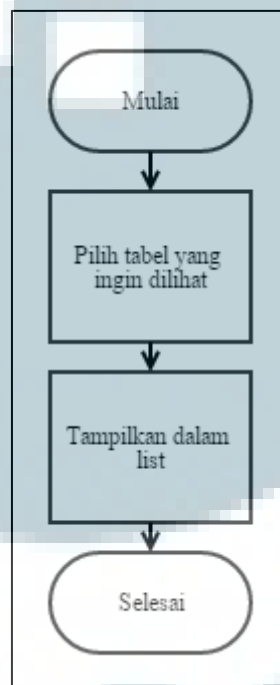 Mulai
Pilih tabel yang
ingin dilihat
Tampilkan dalam
list
Selesai